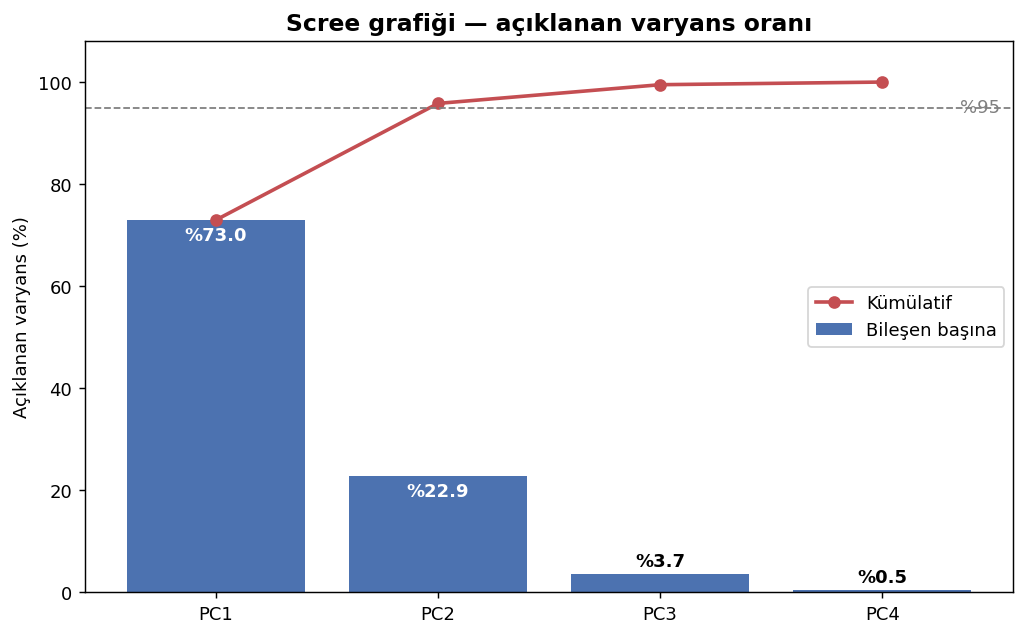 Scree grafiği — açıklanan varyans oranı
Açıklanan varyans (%)
100
80
60
40
20
0
%95
%73.0
%22.9
%3.7
%0.5
Kümülatif
Bileşen başına
PC1
PC2
PC3
PC4